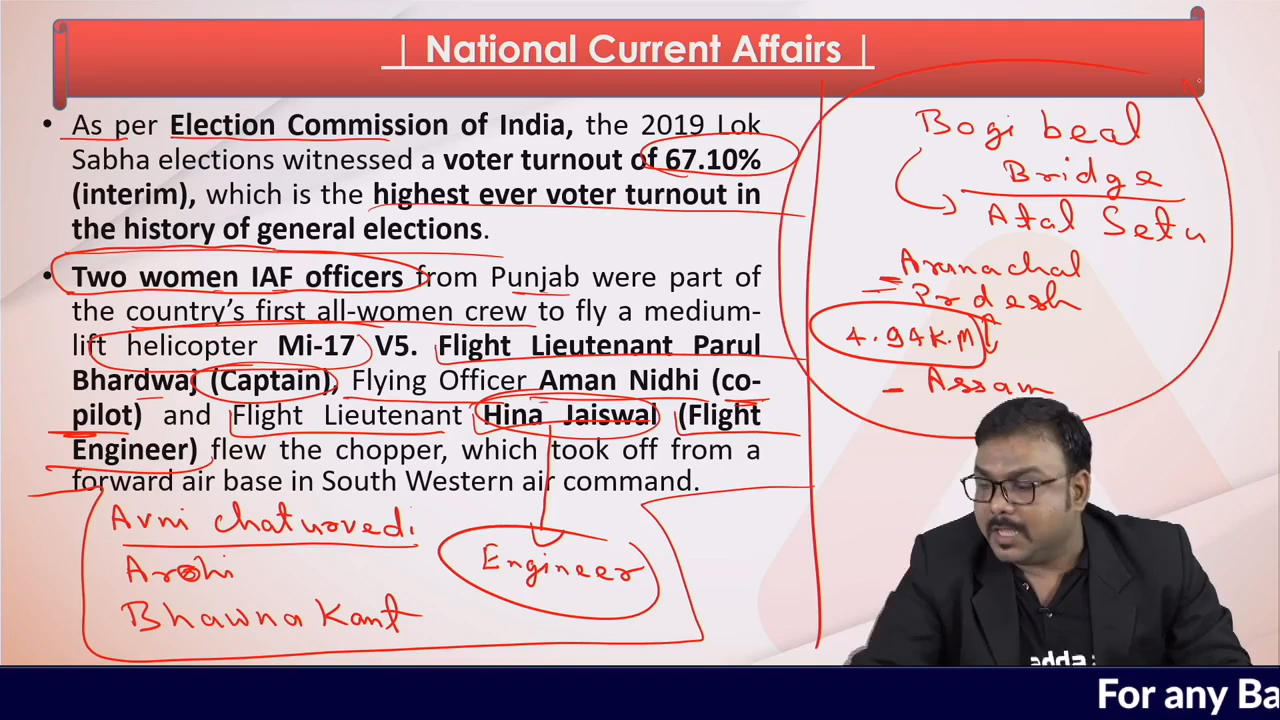 | National Current Affairs |
• As per Election Commission of India, the 2019 Lok
Sabha elections witnessed a voter turnout of 67.10%
(interim), which is the highest ever voter turnout in
the history of general elections.
• Two women IAF officers from Punjab were part of
the country's first all-women crew to fly a medium-
lift helicopter Mi-17 V5. Flight Lieutenant Parul
Bhardwaj (Captain), Flying Officer Aman Nidhi (co-
pilot) and Flight Lieutenant Hina Jaiswal (Flight
Engineer) flew the chopper, which took off from a
forward air base in South Western air command.
Avni chaturvedi
Bhawna Kant
Engineer
Bogi beal
Bridge
Atal Setu
Arunachal
Prdesh
4.94K.M
- Assam
adda
For any Ba